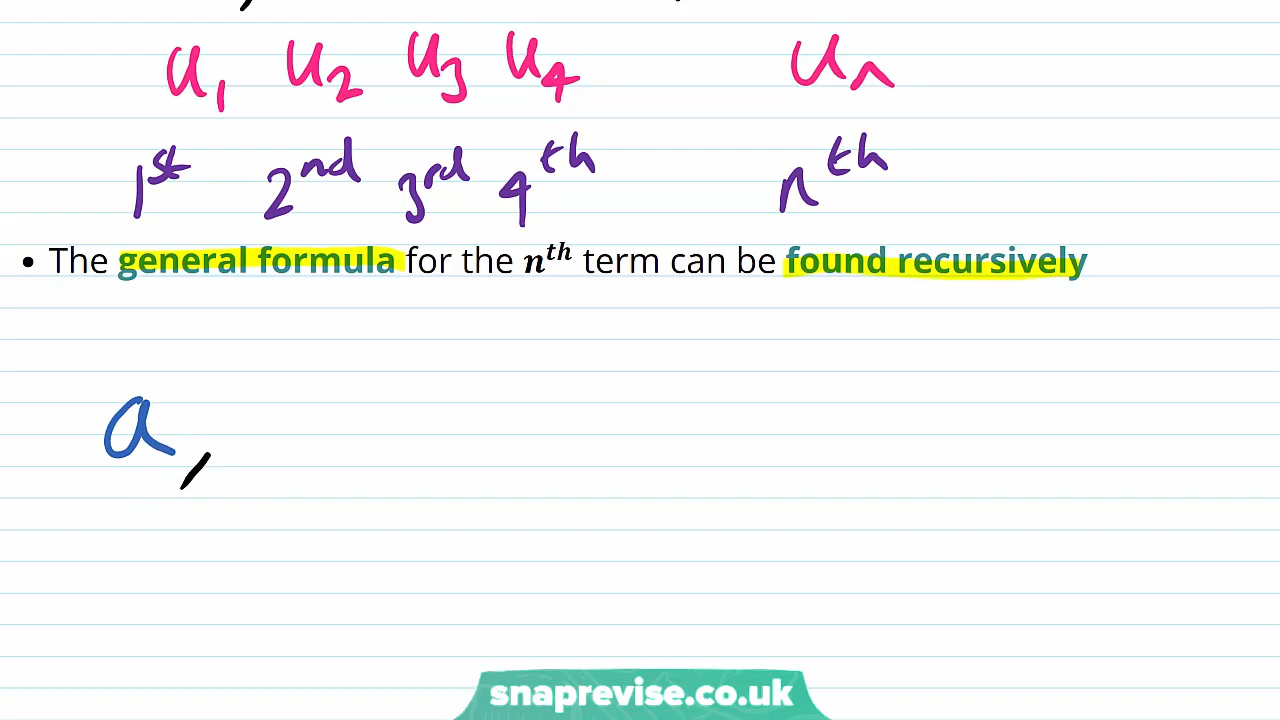 u₁ u₂ u₃ u₄ uₙ
1ˢᵗ 2ⁿᵈ 3ʳᵈ 4ᵗʰ nᵗʰ
• The general formula for the nᵗʰ term can be found recursively
a,
snaprevise.co.uk